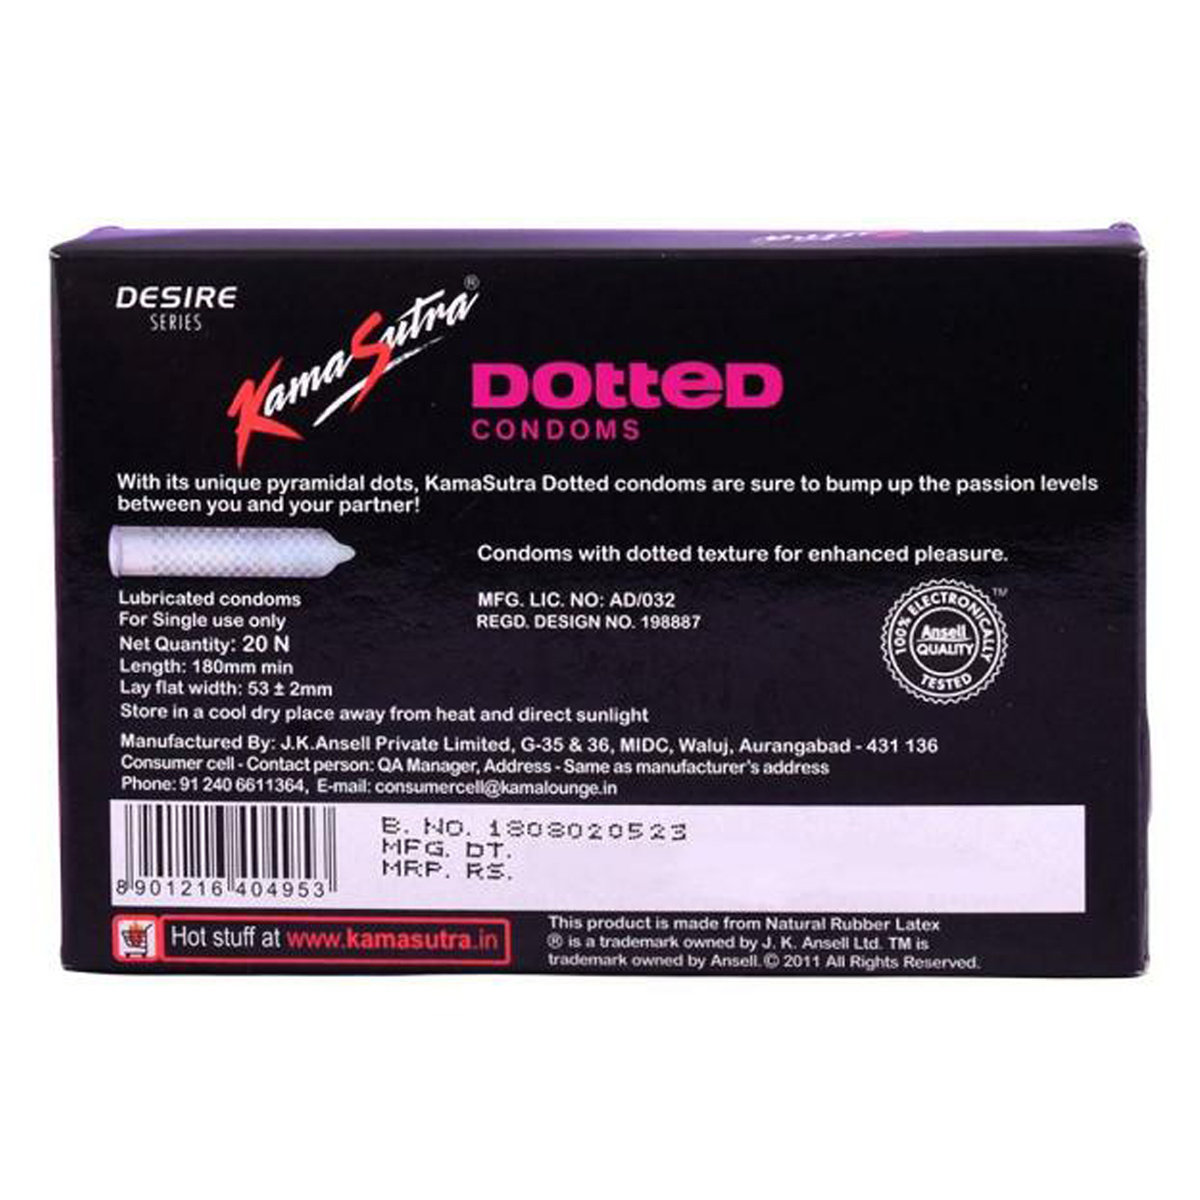 DESIRE
SERIES
KamaSutra®
DOtteD
CONDOMS
With its unique pyramidal dots, KamaSutra Dotted condoms are sure to bump up the passion levels
between you and your partner!
Condoms with dotted texture for enhanced pleasure.
Lubricated condoms
For Single use only
Net Quantity: 20 N
Length: 180mm min
Lay flat width: 53 ± 2mm
MFG. LIC. NO: AD/032
REGD. DESIGN NO. 198887
100% ELECTRONICALLY
Ansell
QUALITY
TESTED
TM
Store in a cool dry place away from heat and direct sunlight
Manufactured By: J.K.Ansell Private Limited, G-35 & 36, MIDC, Waluj, Aurangabad - 431 136
Consumer cell - Contact person: QA Manager, Address - Same as manufacturer's address
Phone: 91 240 6611364, E-mail: consumercell@kamalounge.in
B. NO. 1808020523
MFG. DT.
MRP. RS.
8 901216 404953
Hot stuff at www.kamasutra.in
This product is made from Natural Rubber Latex
® is a trademark owned by J. K. Ansell Ltd. TM is
trademark owned by Ansell. © 2011 All Rights Reserved.